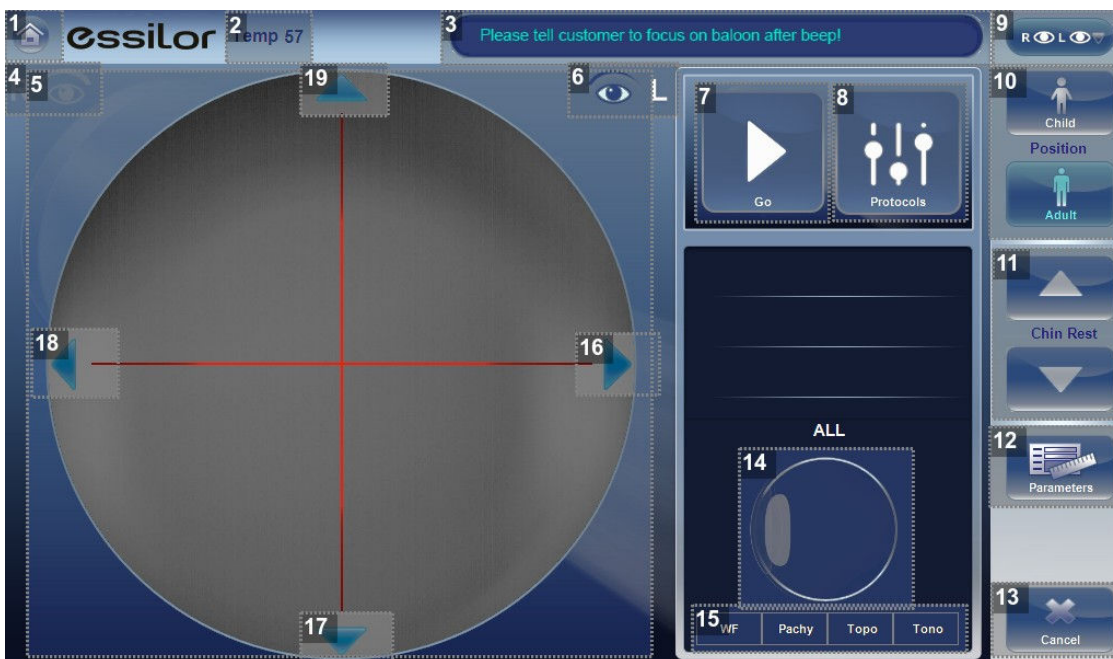 1
essilor
2
Temp 57
3
Please tell customer to focus on baloon after beep!
9
R L
4
5
19
6
L
7
Go
8
Protocols
10
Child
Position
Adult
11
Chin Rest
18
16
ALL
14
12
Parameters
17
15
WF Pachy Topo Tono
13
Cancel